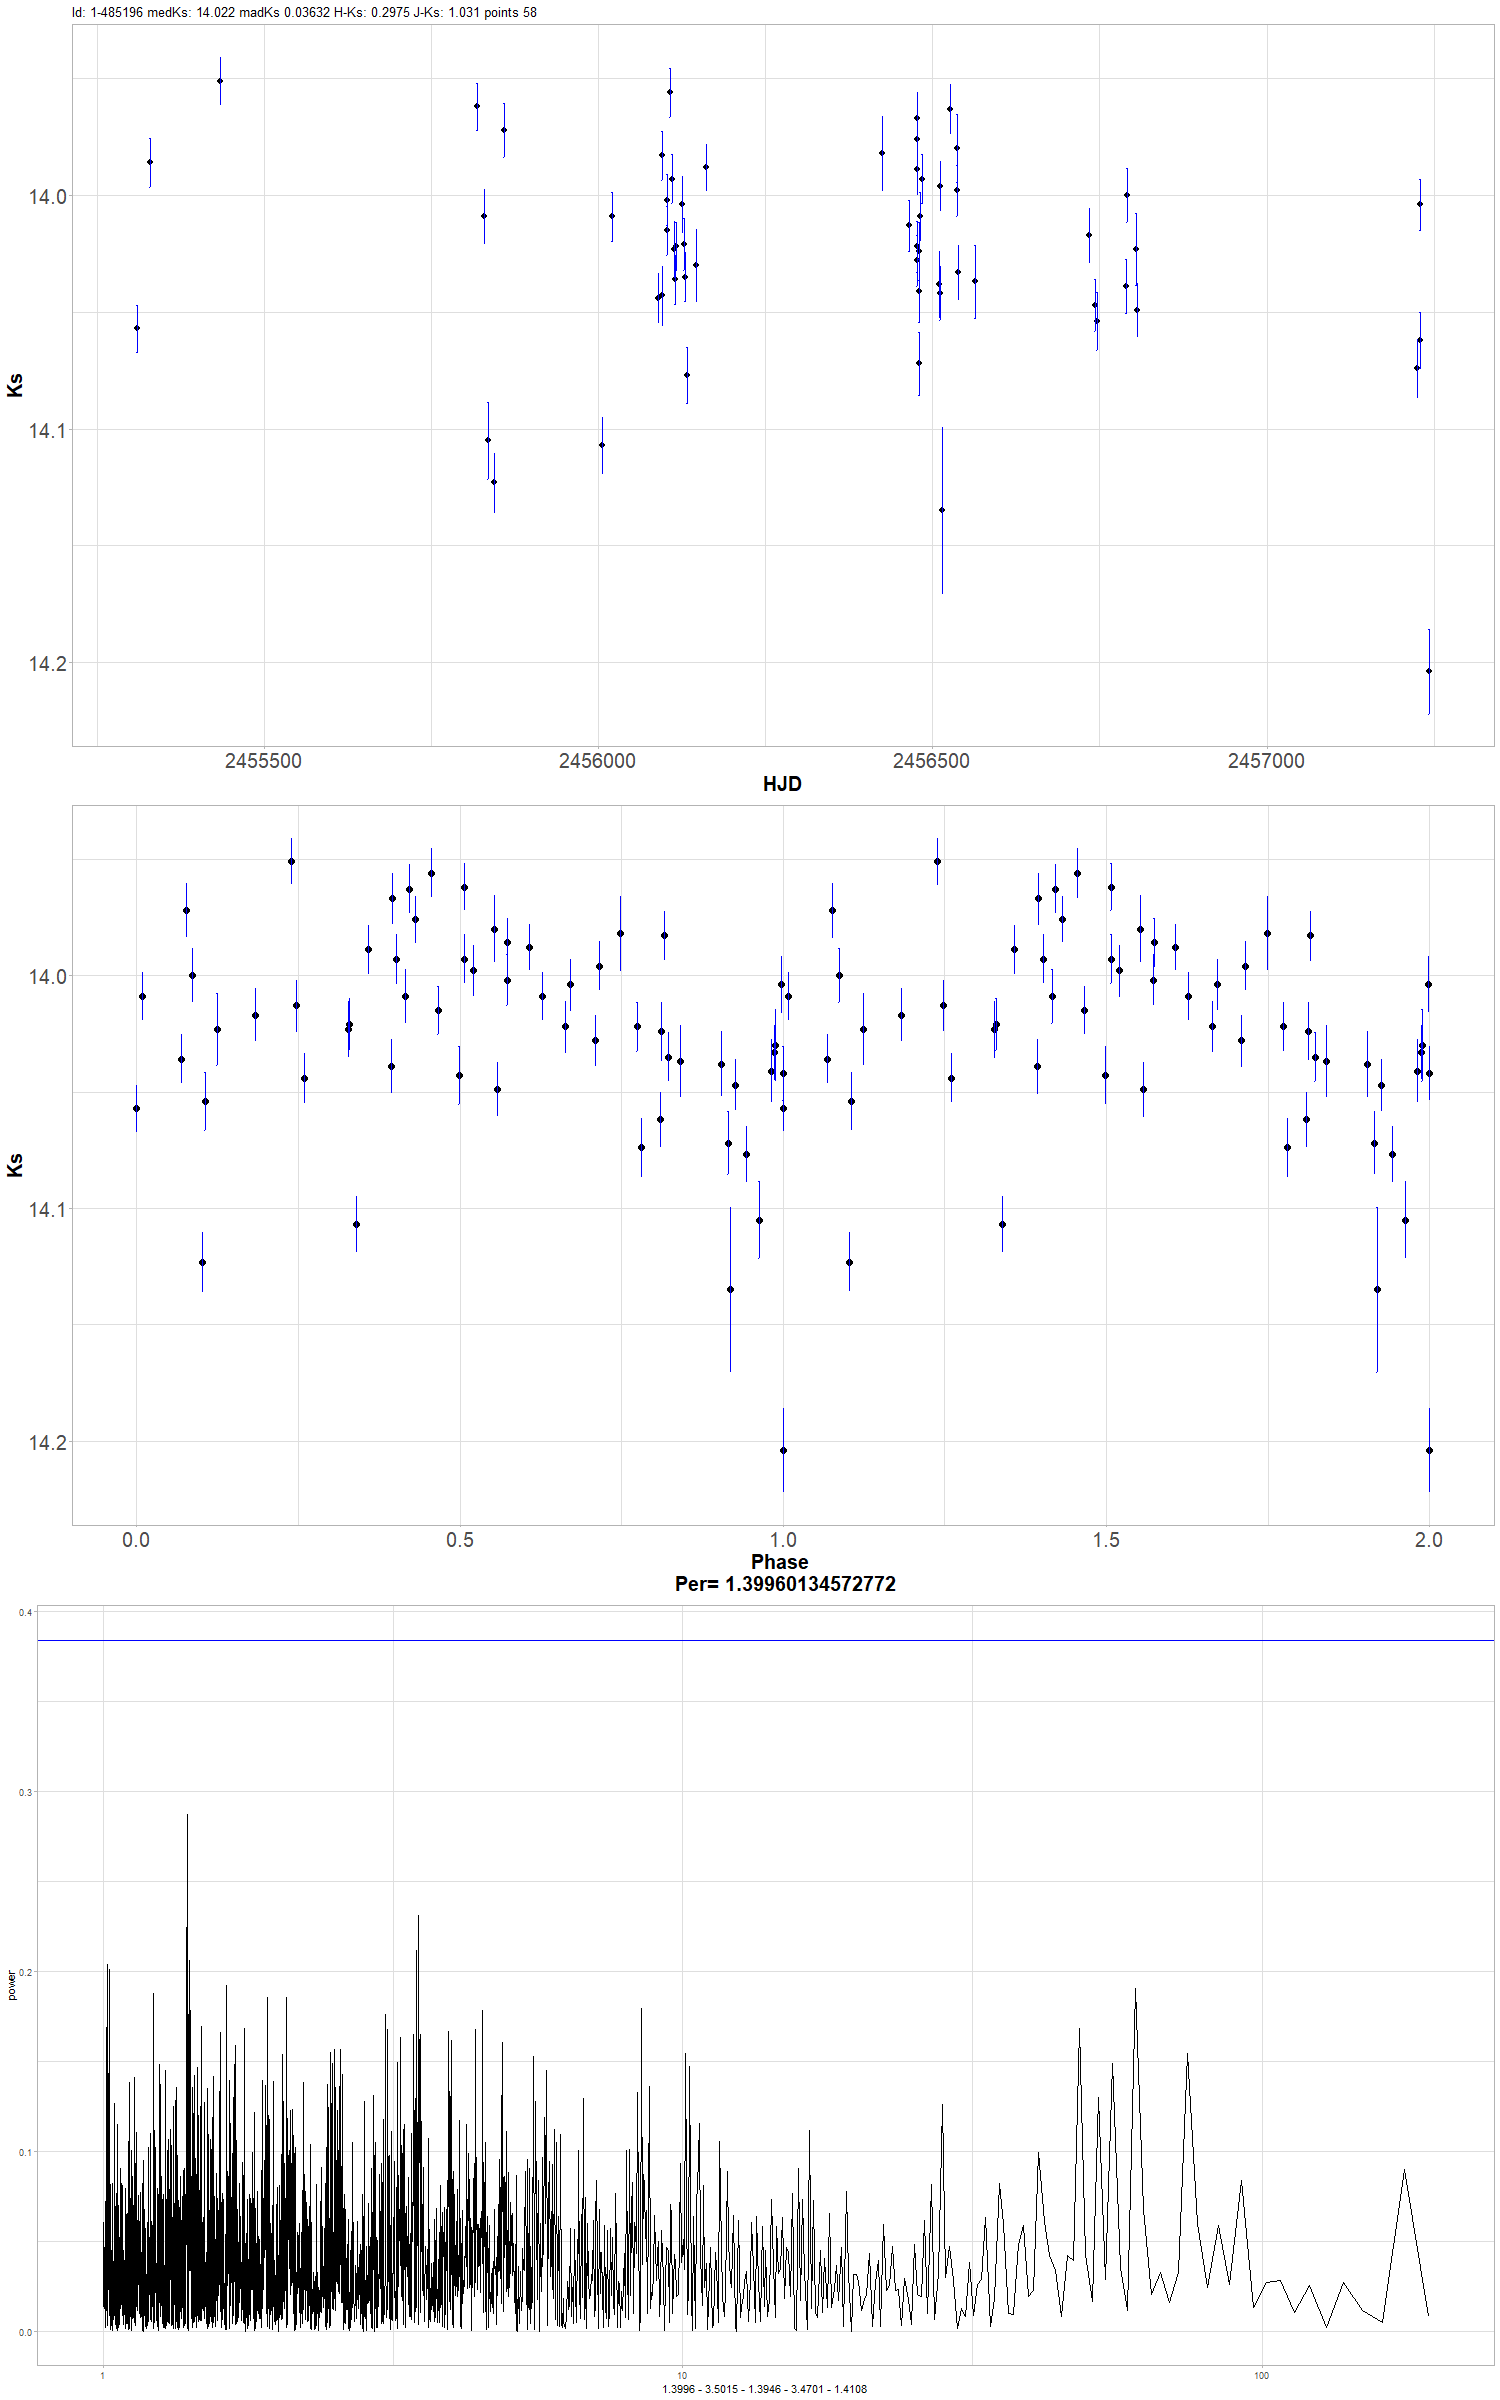 Id: 1-485196 medKs: 14.022 madKs 0.03632 H-Ks: 0.2975 J-Ks: 1.031 points 58
14.0
14.1
14.2
Ks
2455500 2456000 2456500 2457000
HJD
14.0
14.1
14.2
Ks
0.0 0.5 1.0 1.5 2.0
Phase
Per= 1.39960134572772
0.4
0.3
0.2
0.1
0.0
power
1 10 100
1.3996 - 3.5015 - 1.3946 - 3.4701 - 1.4108